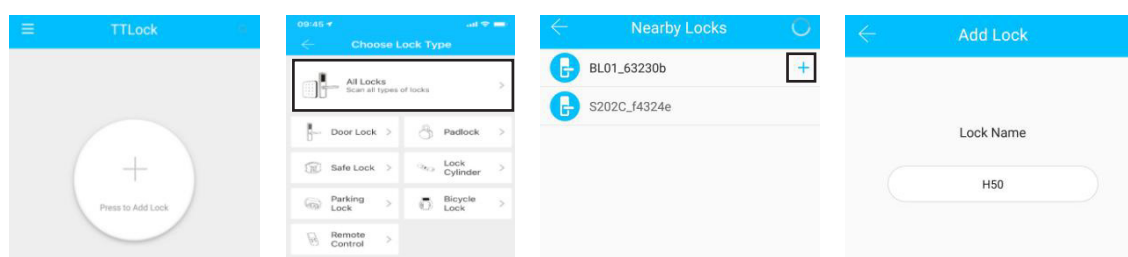 TTLock
Press to Add Lock
09:45
Choose Lock Type
All Locks
Scan all types of locks
Door Lock
Padlock
Safe Lock
Lock
Cylinder
Parking
Lock
Bicycle
Lock
Remote
Control
Nearby Locks
BL01_63230b
S202C_f4324e
Add Lock
Lock Name
H50